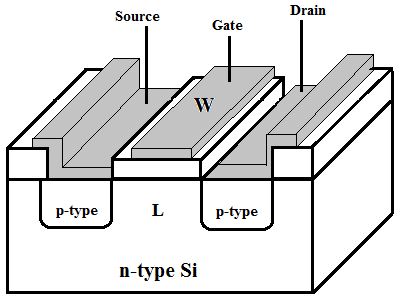 Source
Gate
Drain
W
p-type
L
p-type
n-type Si